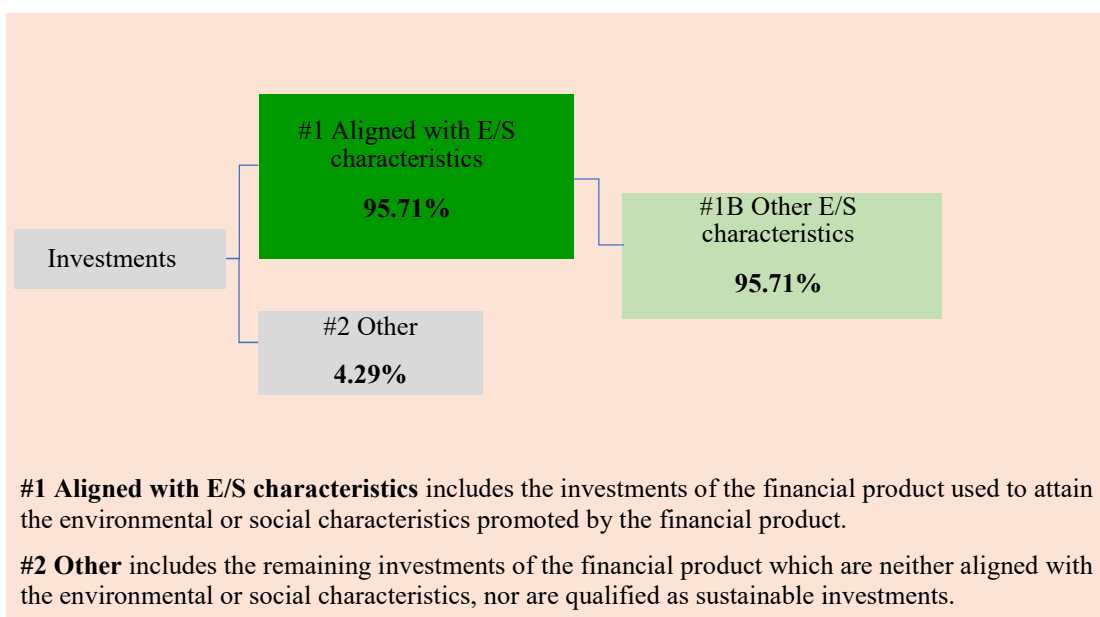 #1 Aligned with E/S
characteristics
95.71%
#1B Other E/S
characteristics
95.71%
Investments
#2 Other
4.29%
#1 Aligned with E/S characteristics includes the investments of the financial product used to attain
the environmental or social characteristics promoted by the financial product.
#2 Other includes the remaining investments of the financial product which are neither aligned with
the environmental or social characteristics, nor are qualified as sustainable investments.